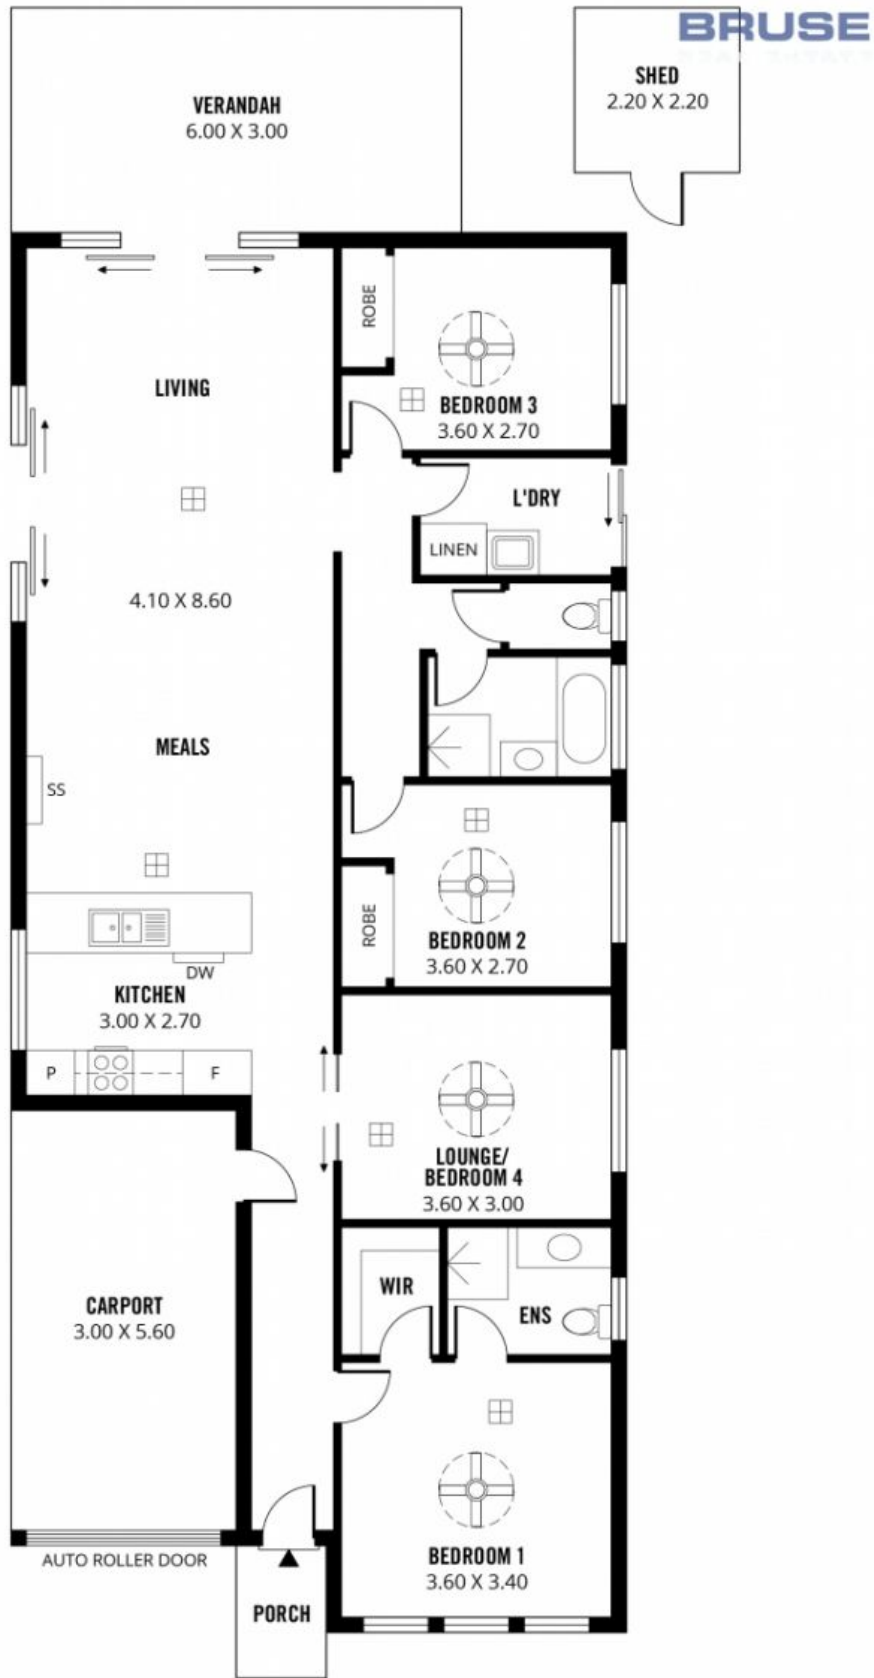 BRUSE
SHED
2.20 X 2.20
VERANDAH
6.00 X 3.00
ROBE
LIVING
BEDROOM 3
3.60 X 2.70
L'DRY
LINEN
4.10 X 8.60
MEALS
SS
ROBE
BEDROOM 2
3.60 X 2.70
DW
KITCHEN
3.00 X 2.70
P
F
LOUNGE/
BEDROOM 4
3.60 X 3.00
WIR
ENS
CARPORT
3.00 X 5.60
AUTO ROLLER DOOR
BEDROOM 1
3.60 X 3.40
PORCH